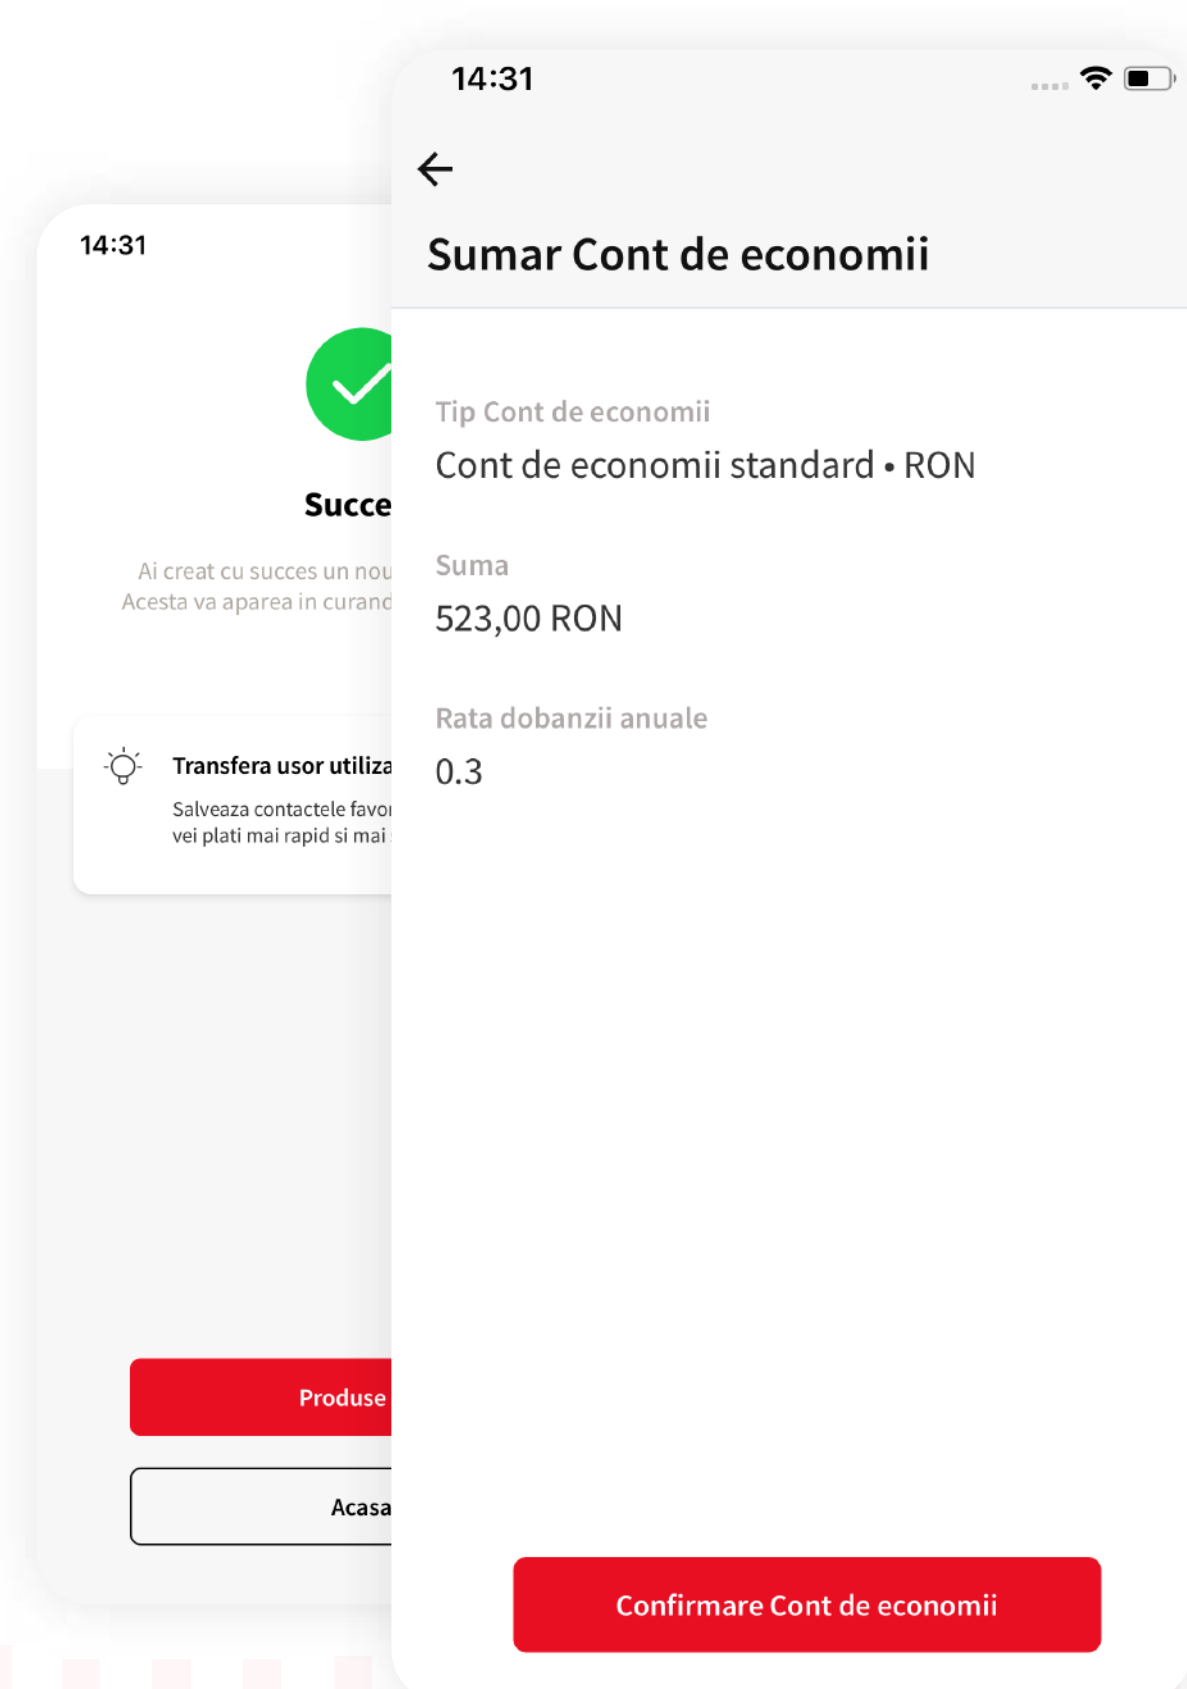 14:31
Sumar Cont de economii
Tip Cont de economii
Cont de economii standard • RON
Suma
523,00 RON
Rata dobanzii anuale
0.3
Confirmare Cont de economii
14:31
Succe
Ai creat cu succes un nou
Acesta va aparea in curand
Transfera usor utiliza
Salveaza contactele favor
vei plati mai rapid si mai
Produse
Acasa